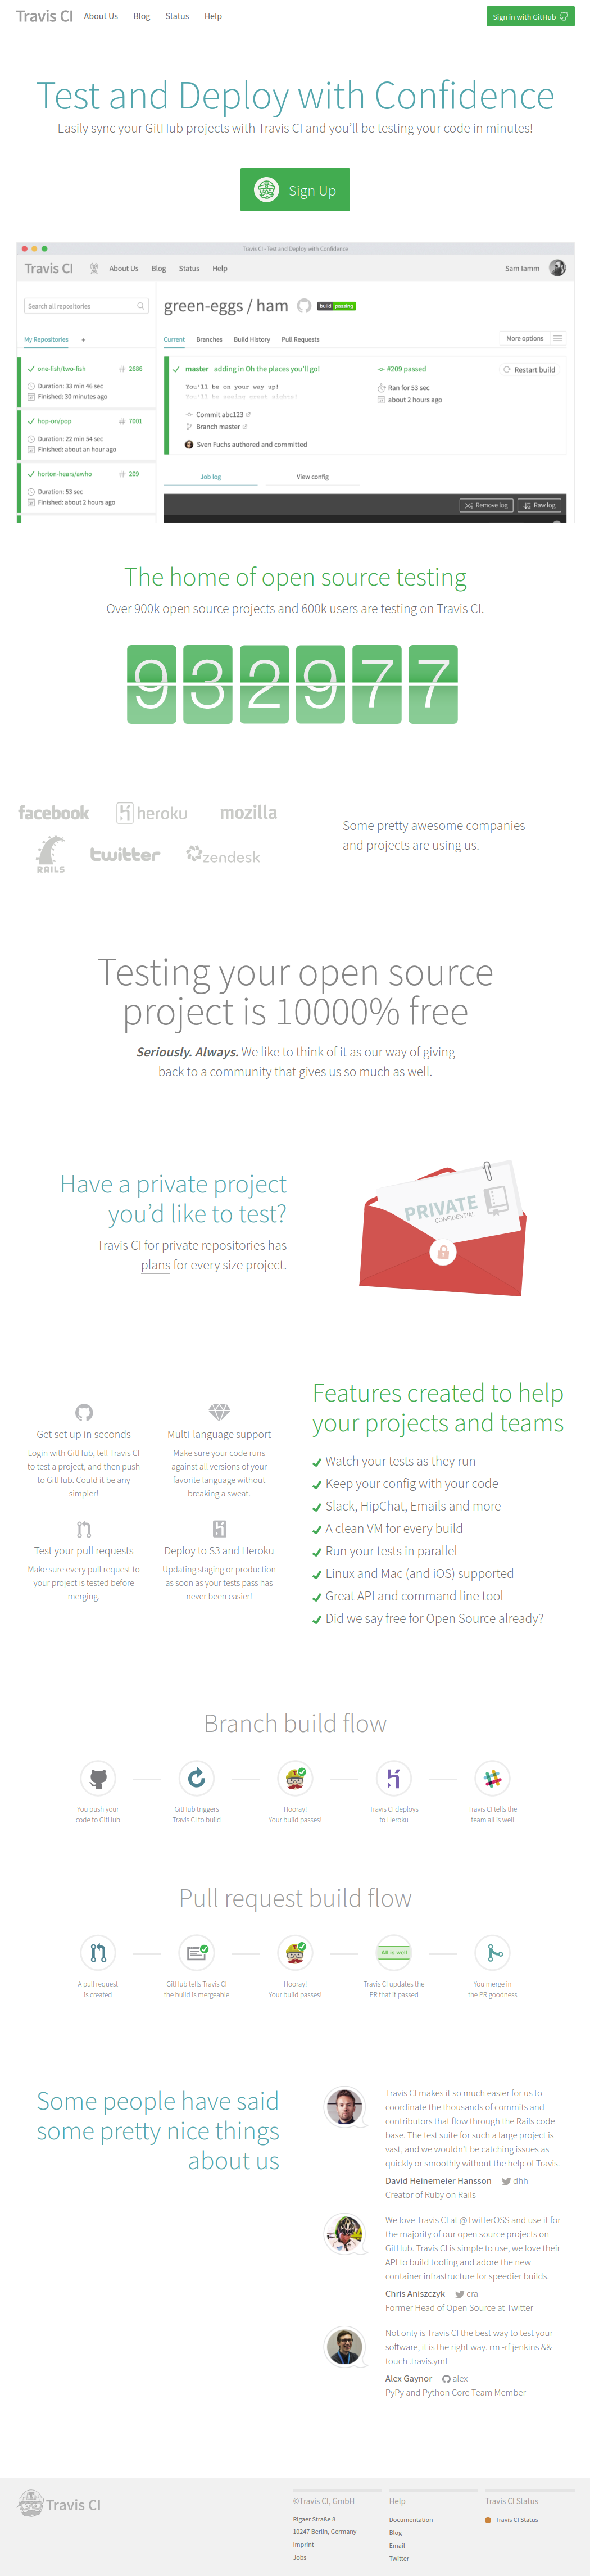 Travis CI About Us Blog Status Help Sign in with GitHub
Test and Deploy with Confidence
Easily sync your GitHub projects with Travis CI and you'll be testing your code in minutes!
Sign Up
Travis CI - Test and Deploy with Confidence
Travis CI About Us Blog Status Help Sam Iamm
Search all repositories
My Repositories +
one-fish/two-fish # 2686
Duration: 33 min 46 sec
Finished: 30 minutes ago
hop-on/pop # 7001
Duration: 22 min 54 sec
Finished: about an hour ago
horton-hears/awho # 209
Duration: 53 sec
Finished: about 2 hours ago
green-eggs / ham build passing
Current Branches Build History Pull Requests More options
master adding in Oh the places you'll go! #209 passed Restart build
You'll be on your way up! Ran for 53 sec
You'll be seeing great sights! about 2 hours ago
Commit abc123
Branch master
Sven Fuchs authored and committed
Job log View config
Remove log Raw log
The home of open source testing
Over 900k open source projects and 600k users are testing on Travis CI.
932977
facebook heroku mozilla
RAILS twitter zendesk
Some pretty awesome companies
and projects are using us.
Testing your open source
project is 10000% free
Seriously. Always. We like to think of it as our way of giving
back to a community that gives us so much as well.
Have a private project
you’d like to test?
Travis CI for private repositories has
plans for every size project.
PRIVATE
CONFIDENTIAL
Get set up in seconds
Login with GitHub, tell Travis CI
to test a project, and then push
to GitHub. Could it be any
simpler!
Multi-language support
Make sure your code runs
against all versions of your
favorite language without
breaking a sweat.
Test your pull requests
Make sure every pull request to
your project is tested before
merging.
Deploy to S3 and Heroku
Updating staging or production
as soon as your tests pass has
never been easier!
Features created to help
your projects and teams
Watch your tests as they run
Keep your config with your code
Slack, HipChat, Emails and more
A clean VM for every build
Run your tests in parallel
Linux and Mac (and iOS) supported
Great API and command line tool
Did we say free for Open Source already?
Branch build flow
You push your
code to GitHub
GitHub triggers
Travis CI to build
Hooray!
Your build passes!
Travis CI deploys
to Heroku
Travis CI tells the
team all is well
Pull request build flow
All is well
A pull request
is created
GitHub tells Travis CI
the build is mergeable
Hooray!
Your build passes!
Travis CI updates the
PR that it passed
You merge in
the PR goodness
Some people have said
some pretty nice things
about us
Travis CI makes it so much easier for us to
coordinate the thousands of commits and
contributors that flow through the Rails code
base. The test suite for such a large project is
vast, and we wouldn't be catching issues as
quickly or smoothly without the help of Travis.
David Heinemeier Hansson dhh
Creator of Ruby on Rails
We love Travis CI at @TwitterOSS and use it for
the majority of our open source projects on
GitHub. Travis CI is simple to use, we love their
API to build tooling and adore the new
container infrastructure for speedier builds.
Chris Aniszczyk cra
Former Head of Open Source at Twitter
Not only is Travis CI the best way to test your
software, it is the right way. rm -rf jenkins &&
touch .travis.yml
Alex Gaynor alex
PyPy and Python Core Team Member
Travis CI
©Travis CI, GmbH
Rigaer Straße 8
10247 Berlin, Germany
Imprint
Jobs
Help
Documentation
Blog
Email
Twitter
Travis CI Status
Travis CI Status